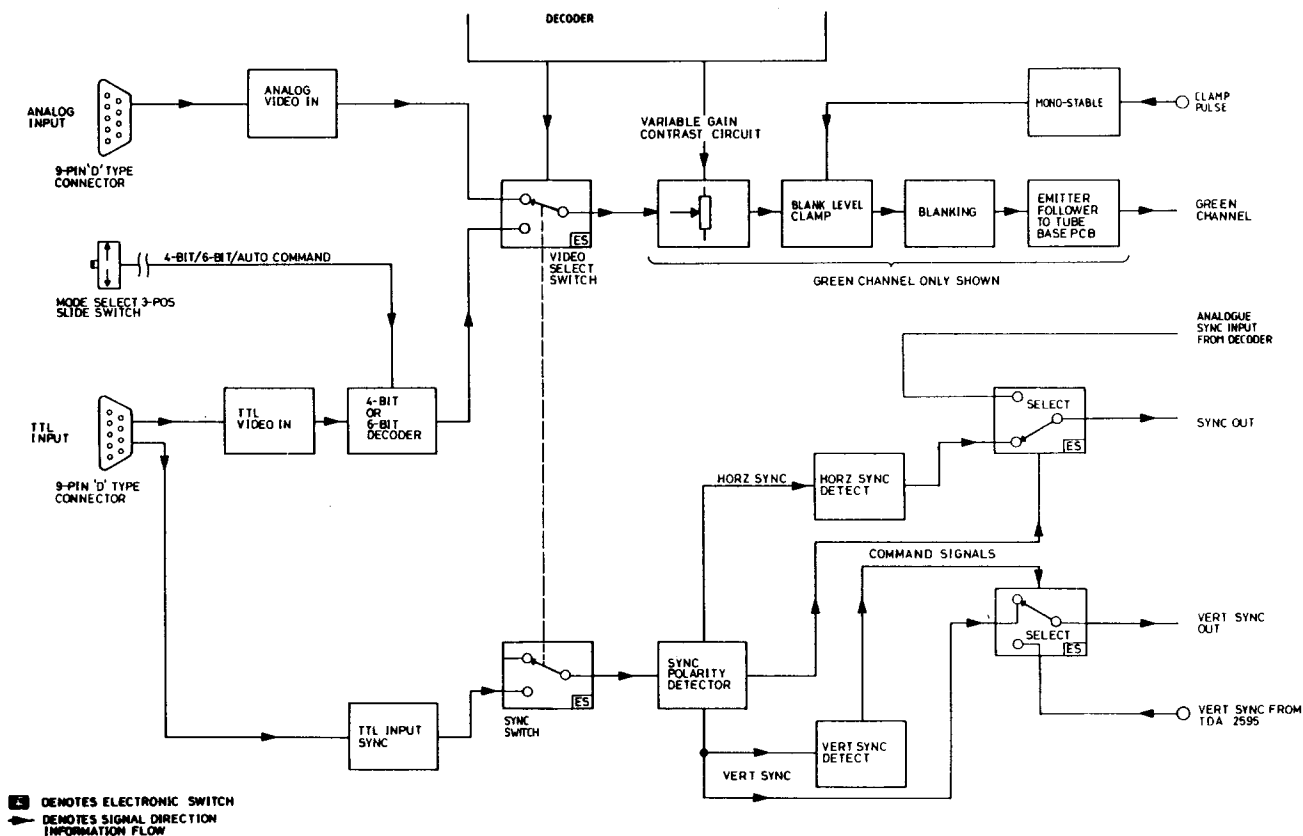 DECODER
ANALOG
INPUT
9-PIN 'D' TYPE
CONNECTOR
ANALOG
VIDEO IN
VARIABLE GAIN
CONTRAST CIRCUIT
MONO-STABLE
CLAMP
PULSE
ES
VIDEO
SELECT
SWITCH
BLANK LEVEL
CLAMP
BLANKING
EMITTER
FOLLOWER
TO TUBE
BASE PCB
GREEN
CHANNEL
GREEN CHANNEL ONLY SHOWN
4-BIT/6-BIT/AUTO COMMAND
MODE SELECT 3-POS
SLIDE SWITCH
ANALOGUE
SYNC INPUT
FROM DECODER
TTL
INPUT
9-PIN 'D' TYPE
CONNECTOR
TTL
VIDEO IN
4-BIT
OR
6-BIT
DECODER
SELECT
ES
SYNC OUT
HORZ SYNC
HORZ SYNC
DETECT
COMMAND SIGNALS
SELECT
ES
VERT SYNC
OUT
ES
SYNC
SWITCH
SYNC
POLARITY
DETECTOR
TTL INPUT
SYNC
VERT SYNC
DETECT
VERT SYNC
VERT SYNC FROM
TDA 2595
DENOTES ELECTRONIC SWITCH
DENOTES SIGNAL DIRECTION
INFORMATION FLOW